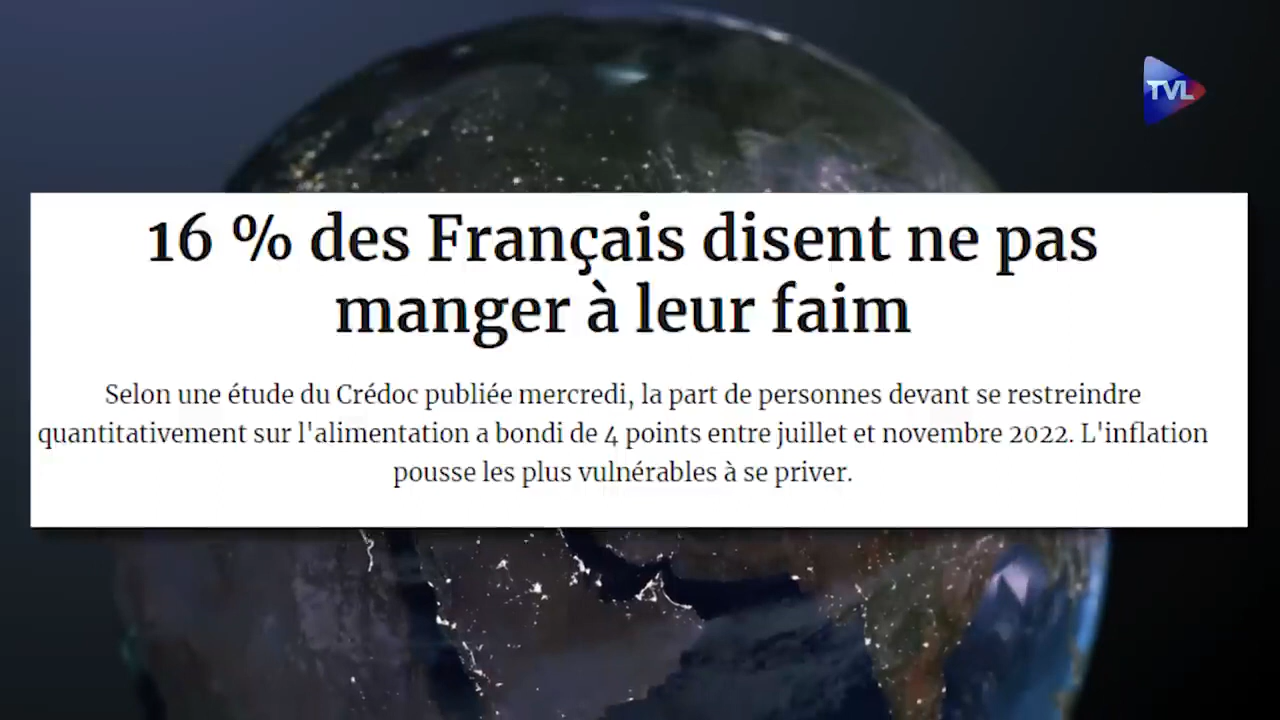 TVL
16 % des Français disent ne pas
manger à leur faim
Selon une étude du Crédoc publiée mercredi, la part de personnes devant se restreindre
quantitativement sur l'alimentation a bondi de 4 points entre juillet et novembre 2022. L'inflation
pousse les plus vulnérables à se priver.